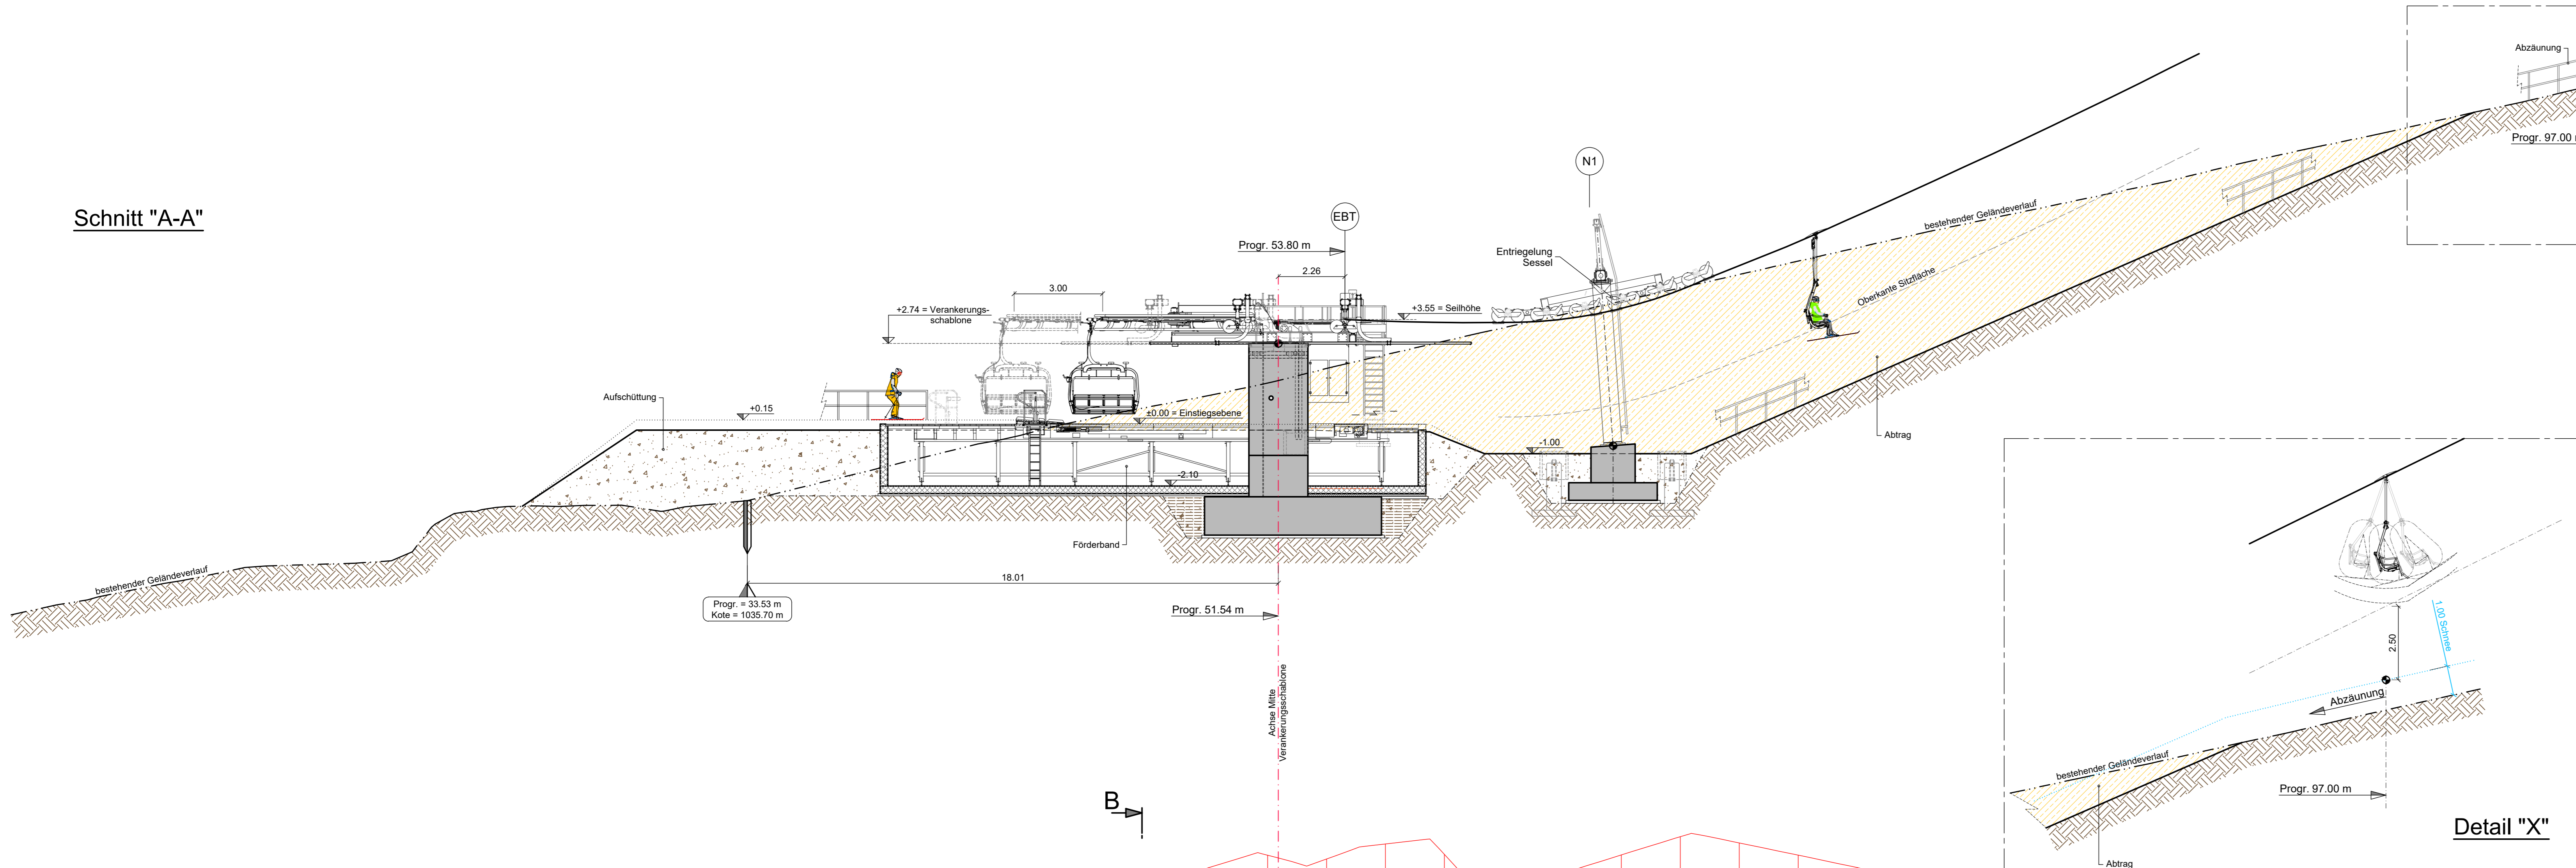 Schnitt "A-A"
Abzäunung
Progr. 97.00
N1
EBT
Progr. 53.80 m
2.26
Entriegelung
Sessel
bestehender Geländeverlauf
Oberkante Sitzfläche
3.00
+2.74 = Verankerungs-
schablone
+3.55 = Seilhöhe
Aufschüttung
+0.15
±0.00 = Einstiegsebene
-1.00
Abtrag
-2.10
Förderband
bestehender Geländeverlauf
18.01
Progr. = 33.53 m
Kote = 1035.70 m
Progr. 51.54 m
Achse Mitte
Verankerungsschablone
B
1.00 Schnee
2.50
Abzäunung
bestehender Geländeverlauf
Progr. 97.00 m
Detail "X"
Abtrag